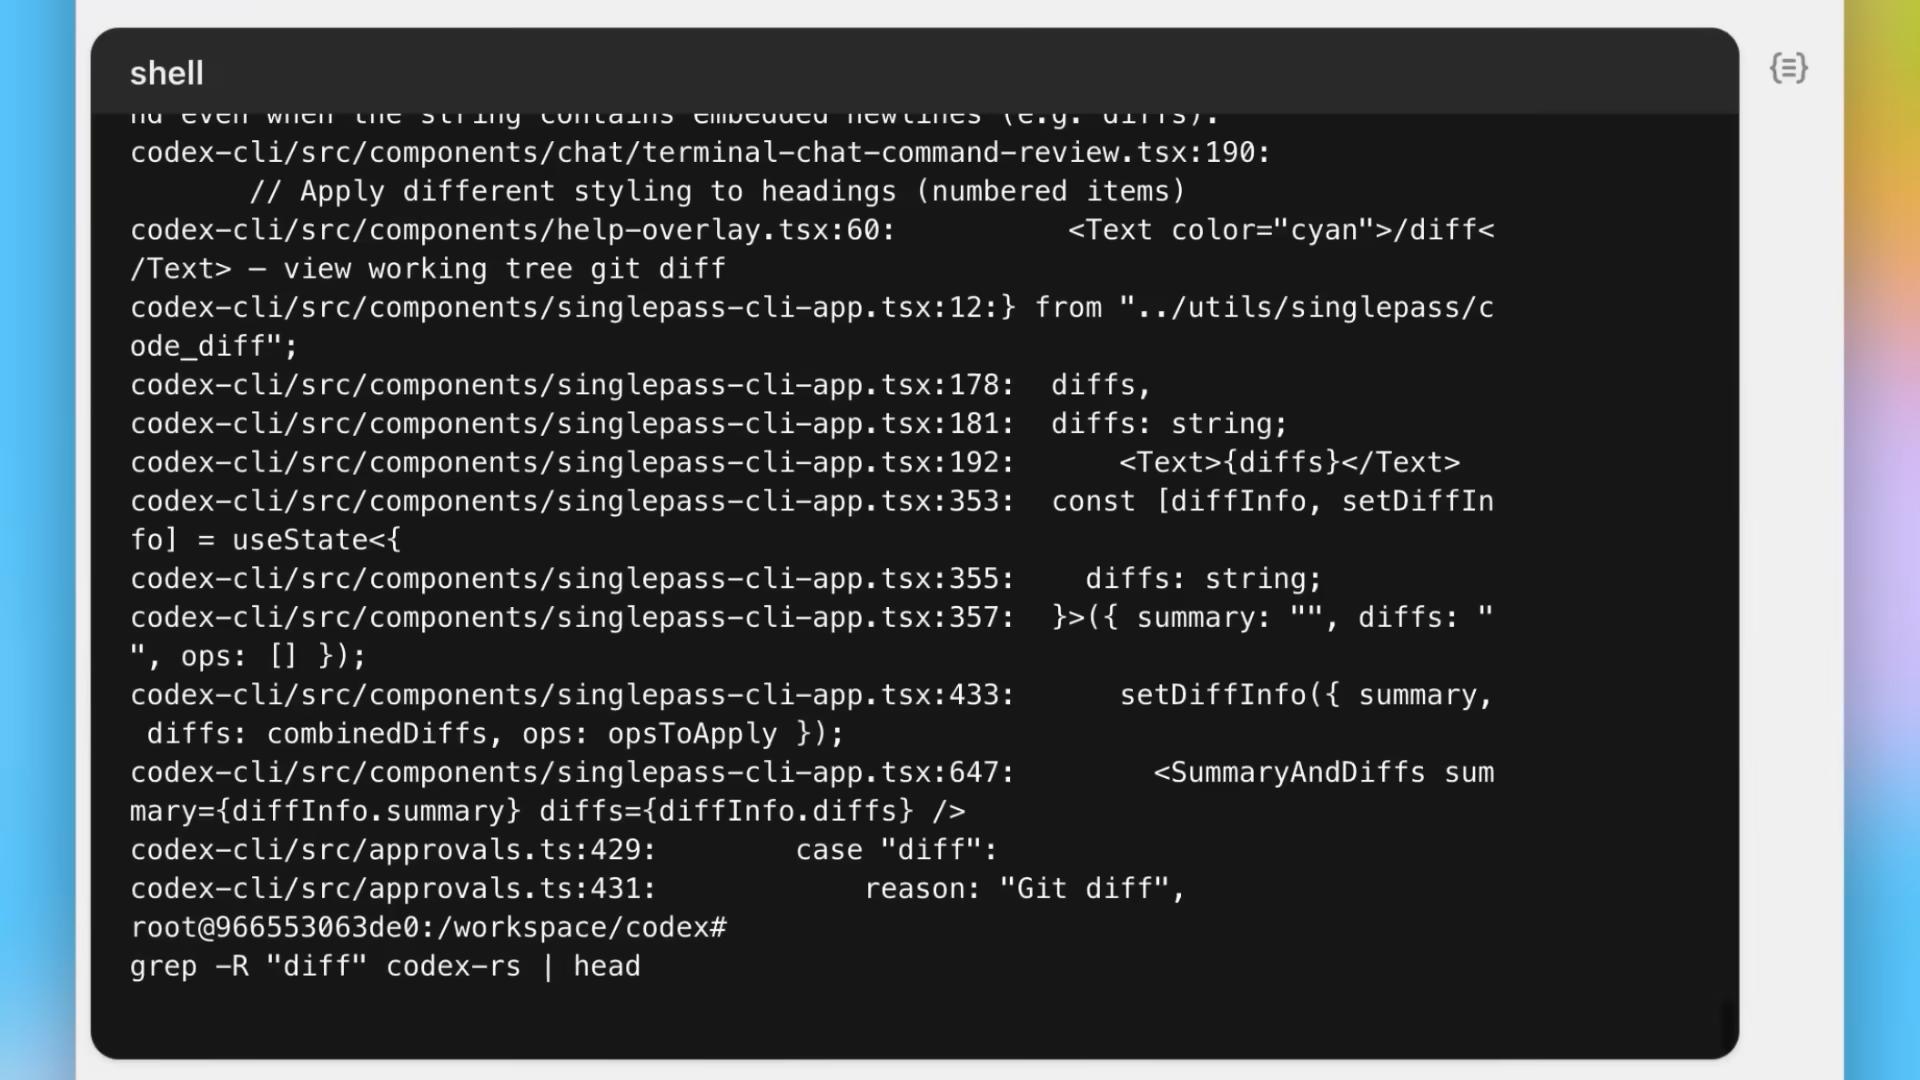 shell
nd even when the string contains embedded newlines (e.g. diffs).
codex-cli/src/components/chat/terminal-chat-command-review.tsx:190:
       // Apply different styling to headings (numbered items)
codex-cli/src/components/help-overlay.tsx:60:          <Text color="cyan">/diff<
/Text> – view working tree git diff
codex-cli/src/components/singlepass-cli-app.tsx:12:} from "../utils/singlepass/c
ode_diff";
codex-cli/src/components/singlepass-cli-app.tsx:178:  diffs,
codex-cli/src/components/singlepass-cli-app.tsx:181:  diffs: string;
codex-cli/src/components/singlepass-cli-app.tsx:192:      <Text>{diffs}</Text>
codex-cli/src/components/singlepass-cli-app.tsx:353:  const [diffInfo, setDiffIn
fo] = useState<{
codex-cli/src/components/singlepass-cli-app.tsx:355:    diffs: string;
codex-cli/src/components/singlepass-cli-app.tsx:357:  }>({ summary: "", diffs: "
", ops: [] });
codex-cli/src/components/singlepass-cli-app.tsx:433:      setDiffInfo({ summary,
 diffs: combinedDiffs, ops: opsToApply });
codex-cli/src/components/singlepass-cli-app.tsx:647:        <SummaryAndDiffs sum
mary={diffInfo.summary} diffs={diffInfo.diffs} />
codex-cli/src/approvals.ts:429:        case "diff":
codex-cli/src/approvals.ts:431:            reason: "Git diff",
root@966553063de0:/workspace/codex#
grep -R "diff" codex-rs | head